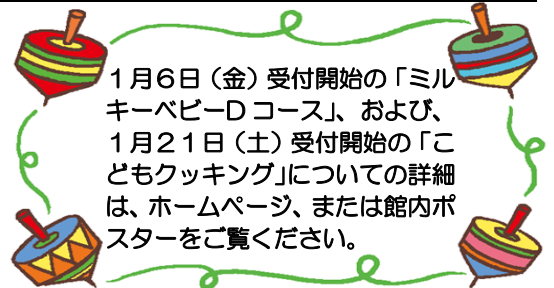 １月６日（金）受付開始の「ミル
キーベビーDコース」、および、
１月２１日（土）受付開始の「こ
どもクッキング」についての詳細
は、ホームページ、または館内ポ
スターをご覧ください。